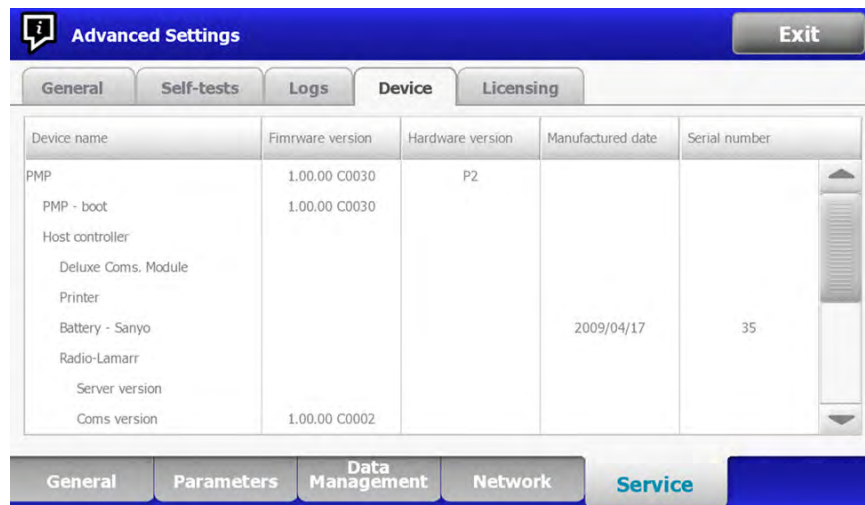 i
Advanced Settings
Exit
General Self-tests Logs Device Licensing
Device name Fimrware version Hardware version Manufactured date Serial number
PMP 1.00.00 C0030 P2
PMP - boot 1.00.00 C0030
Host controller
Deluxe Coms. Module
Printer
Battery - Sanyo 2009/04/17 35
Radio-Lamarr
Server version
Coms version 1.00.00 C0002
General Parameters Data Management Network Service